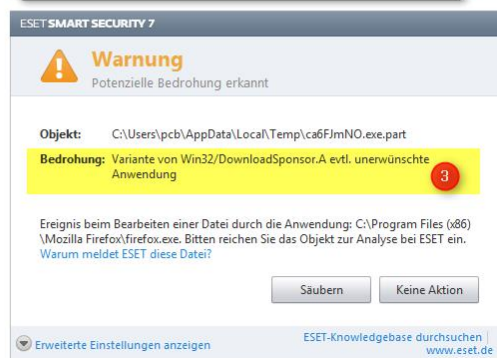 ESET SMART SECURITY 7
Warnung
Potenzielle Bedrohung erkannt
Objekt: C:\Users\pcb\AppData\Local\Temp\ca6FJmNO.exe.part
Bedrohung: Variante von Win32/DownloadSponsor.A evtl. unerwünschte
Anwendung
3
Ereignis beim Bearbeiten einer Datei durch die Anwendung: C:\Program Files (x86)
\Mozilla Firefox\firefox.exe. Bitten reichen Sie das Objekt zur Analyse bei ESET ein.
Warum meldet ESET diese Datei?
Säubern Keine Aktion
Erweiterte Einstellungen anzeigen
ESET-Knowledgebase durchsuchen
www.eset.de